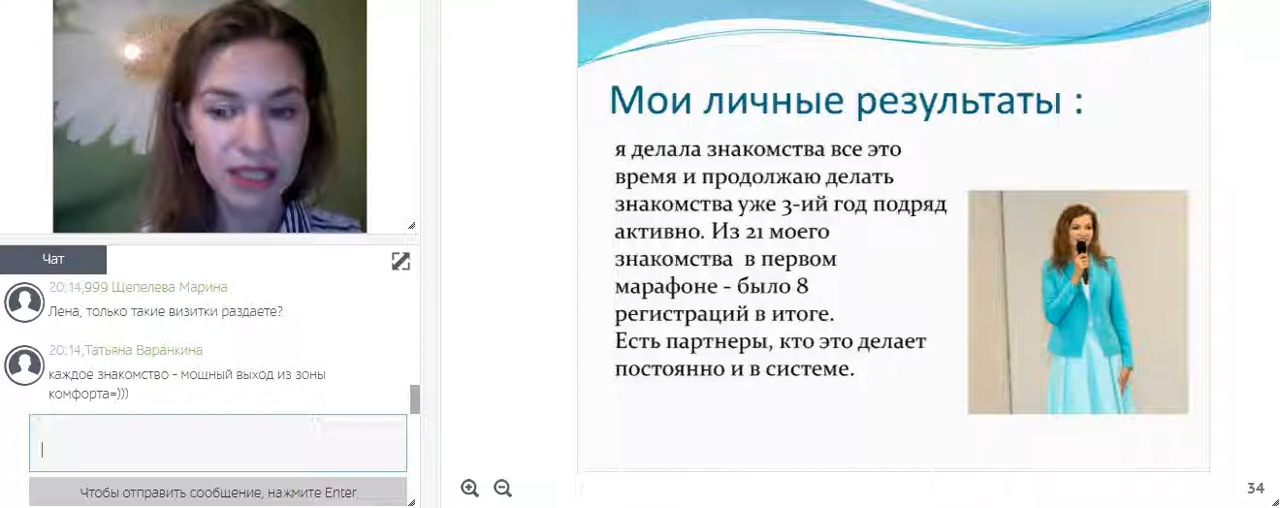 Чат
20:14,999 Щепелева Марина
Лена, только такие визитки раздаете?
20:14,Татьяна Варанкина
каждое знакомство - мощный выход из зоны
комфорта=)))
Чтобы отправить сообщение, нажмите Enter
Мои личные результаты :
я делала знакомства все это
время и продолжаю делать
знакомства уже 3-ий год подряд
активно. Из 21 моего
знакомства в первом
марафоне - было 8
регистраций в итоге.
Есть партнеры, кто это делает
постоянно и в системе.
34